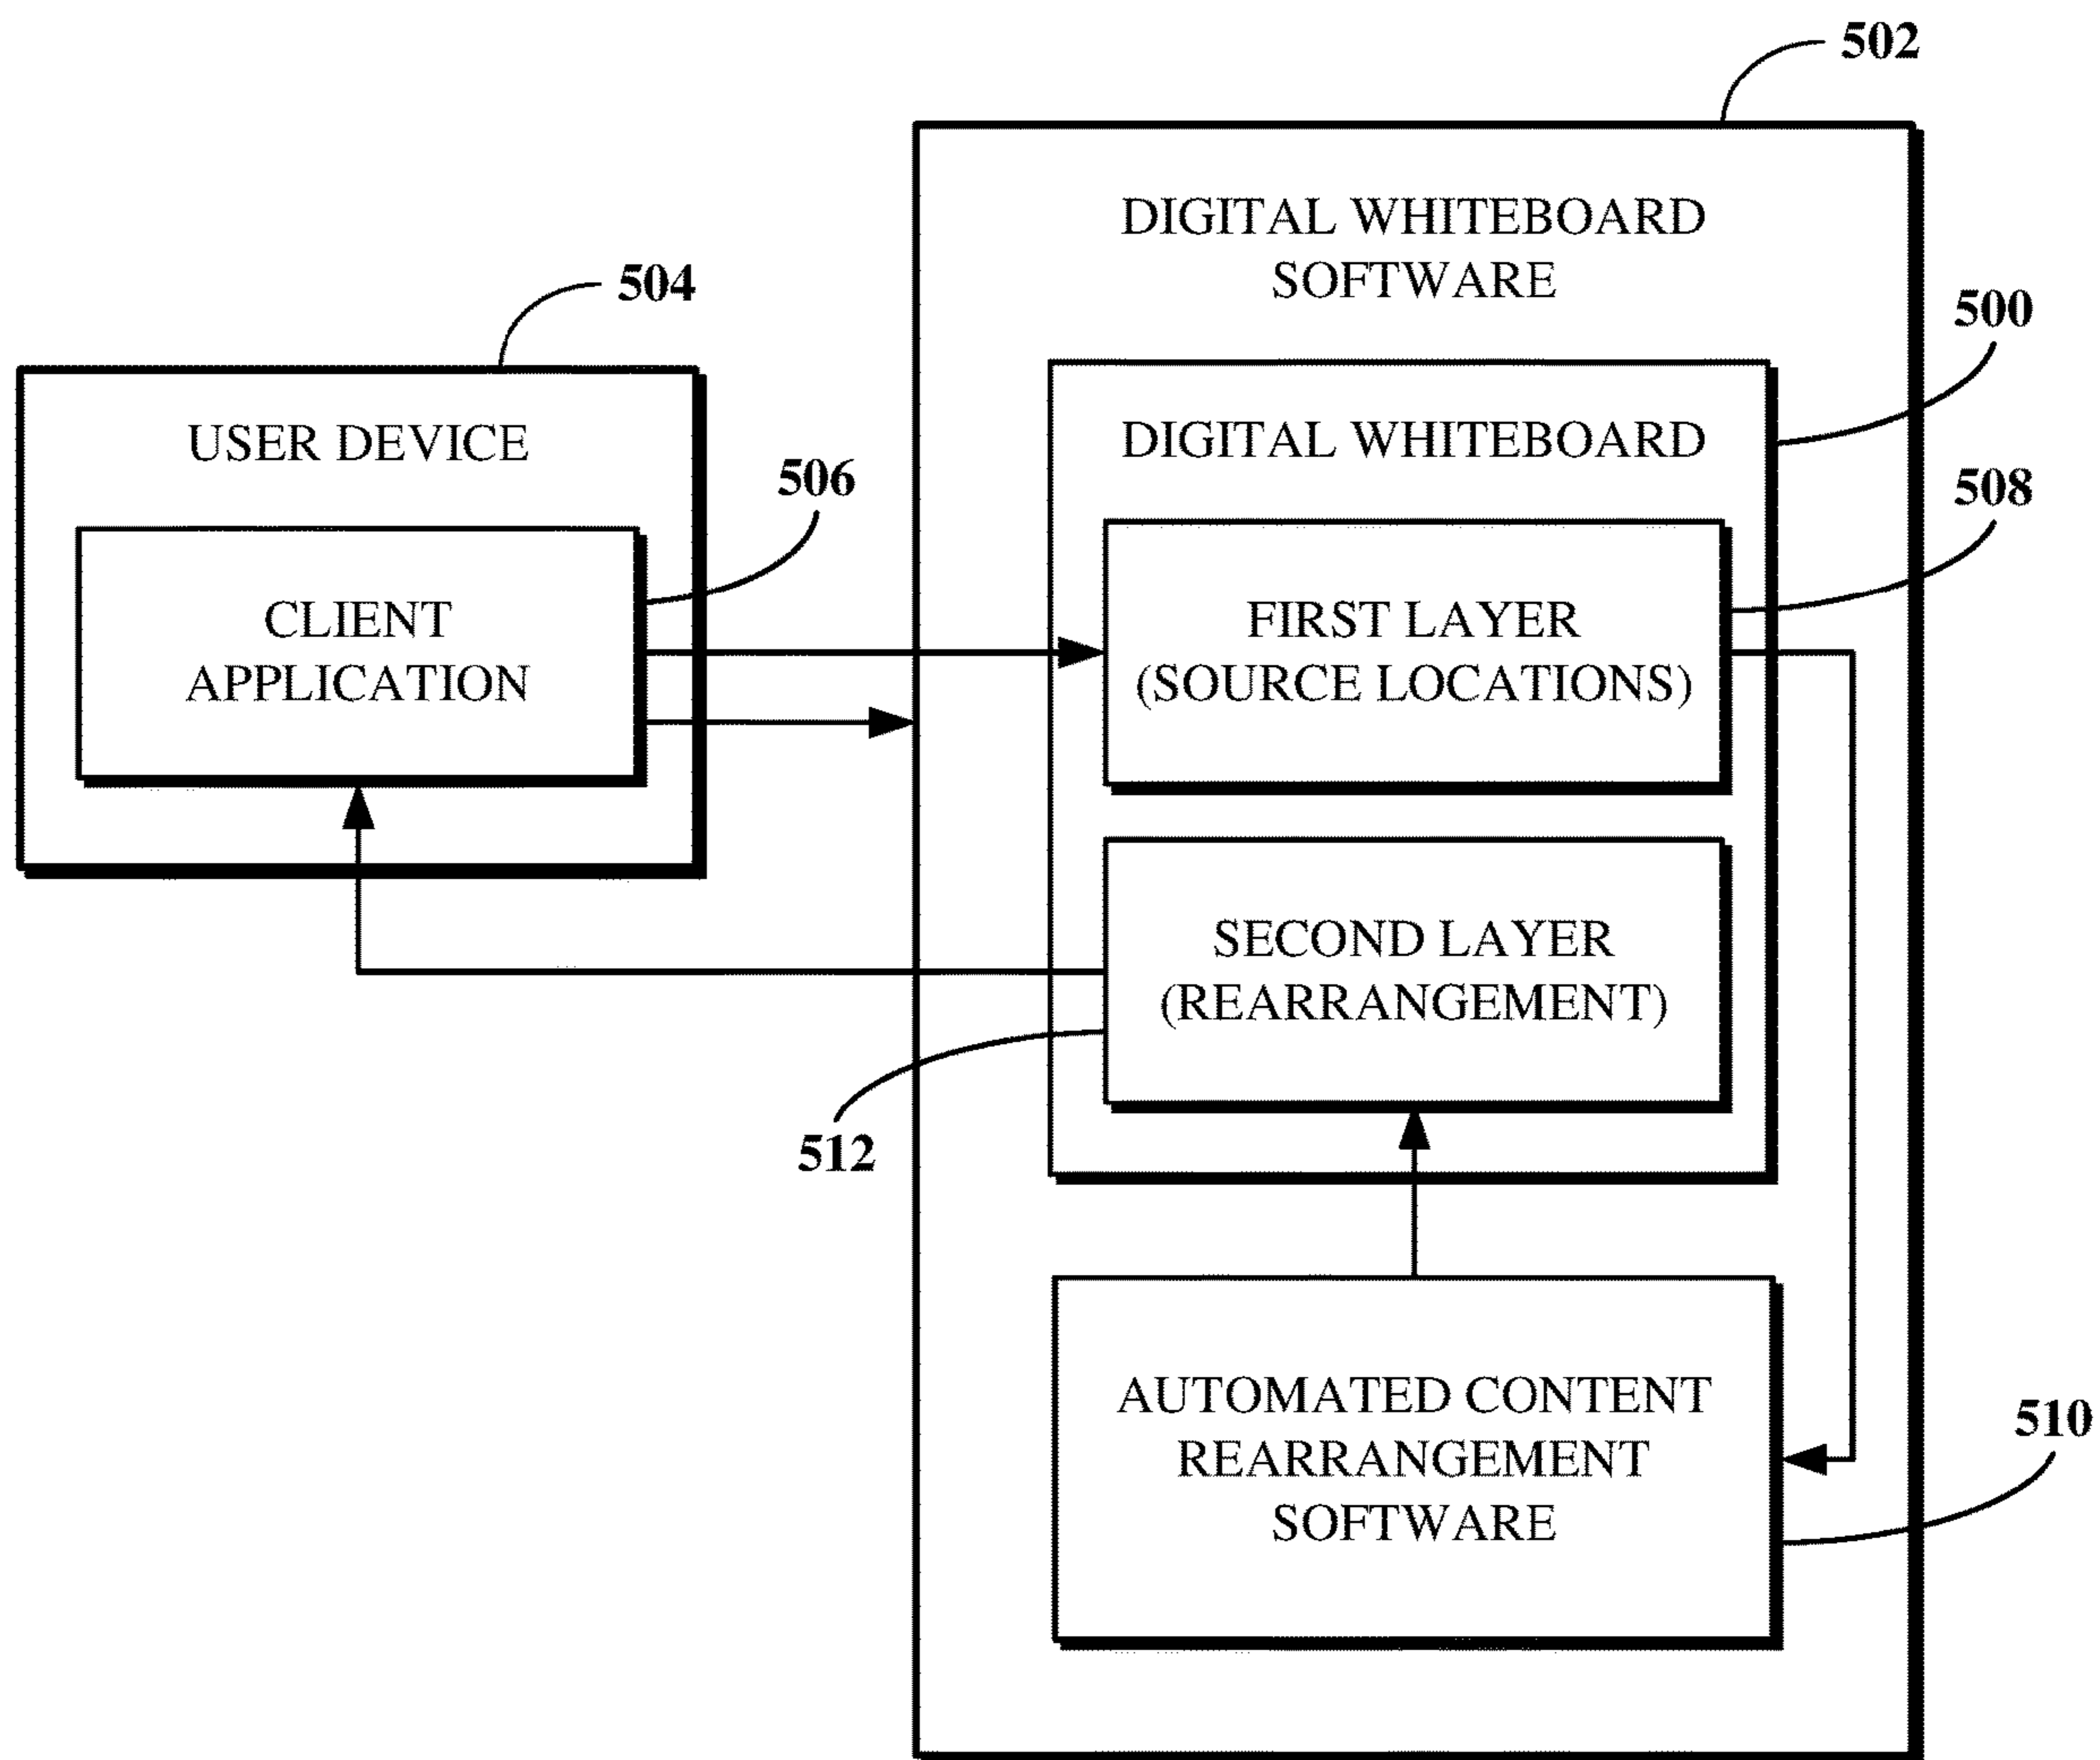 502
DIGITAL WHITEBOARD
SOFTWARE
504
500
USER DEVICE
DIGITAL WHITEBOARD
506
508
CLIENT
APPLICATION
FIRST LAYER
(SOURCE LOCATIONS)
SECOND LAYER
(REARRANGEMENT)
512
AUTOMATED CONTENT
REARRANGEMENT
SOFTWARE
510